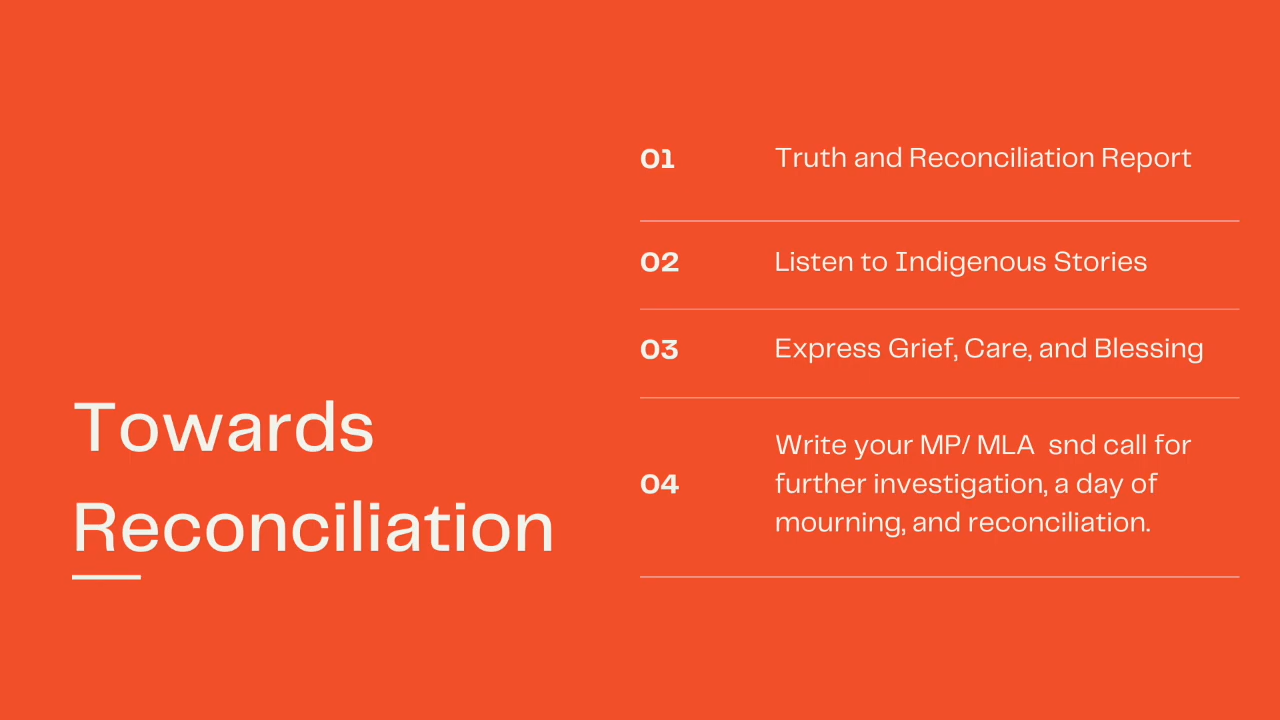 Towards
Reconciliation
01 Truth and Reconciliation Report
02 Listen to Indigenous Stories
03 Express Grief, Care, and Blessing
04 Write your MP/ MLA  snd call for
further investigation, a day of
mourning, and reconciliation.